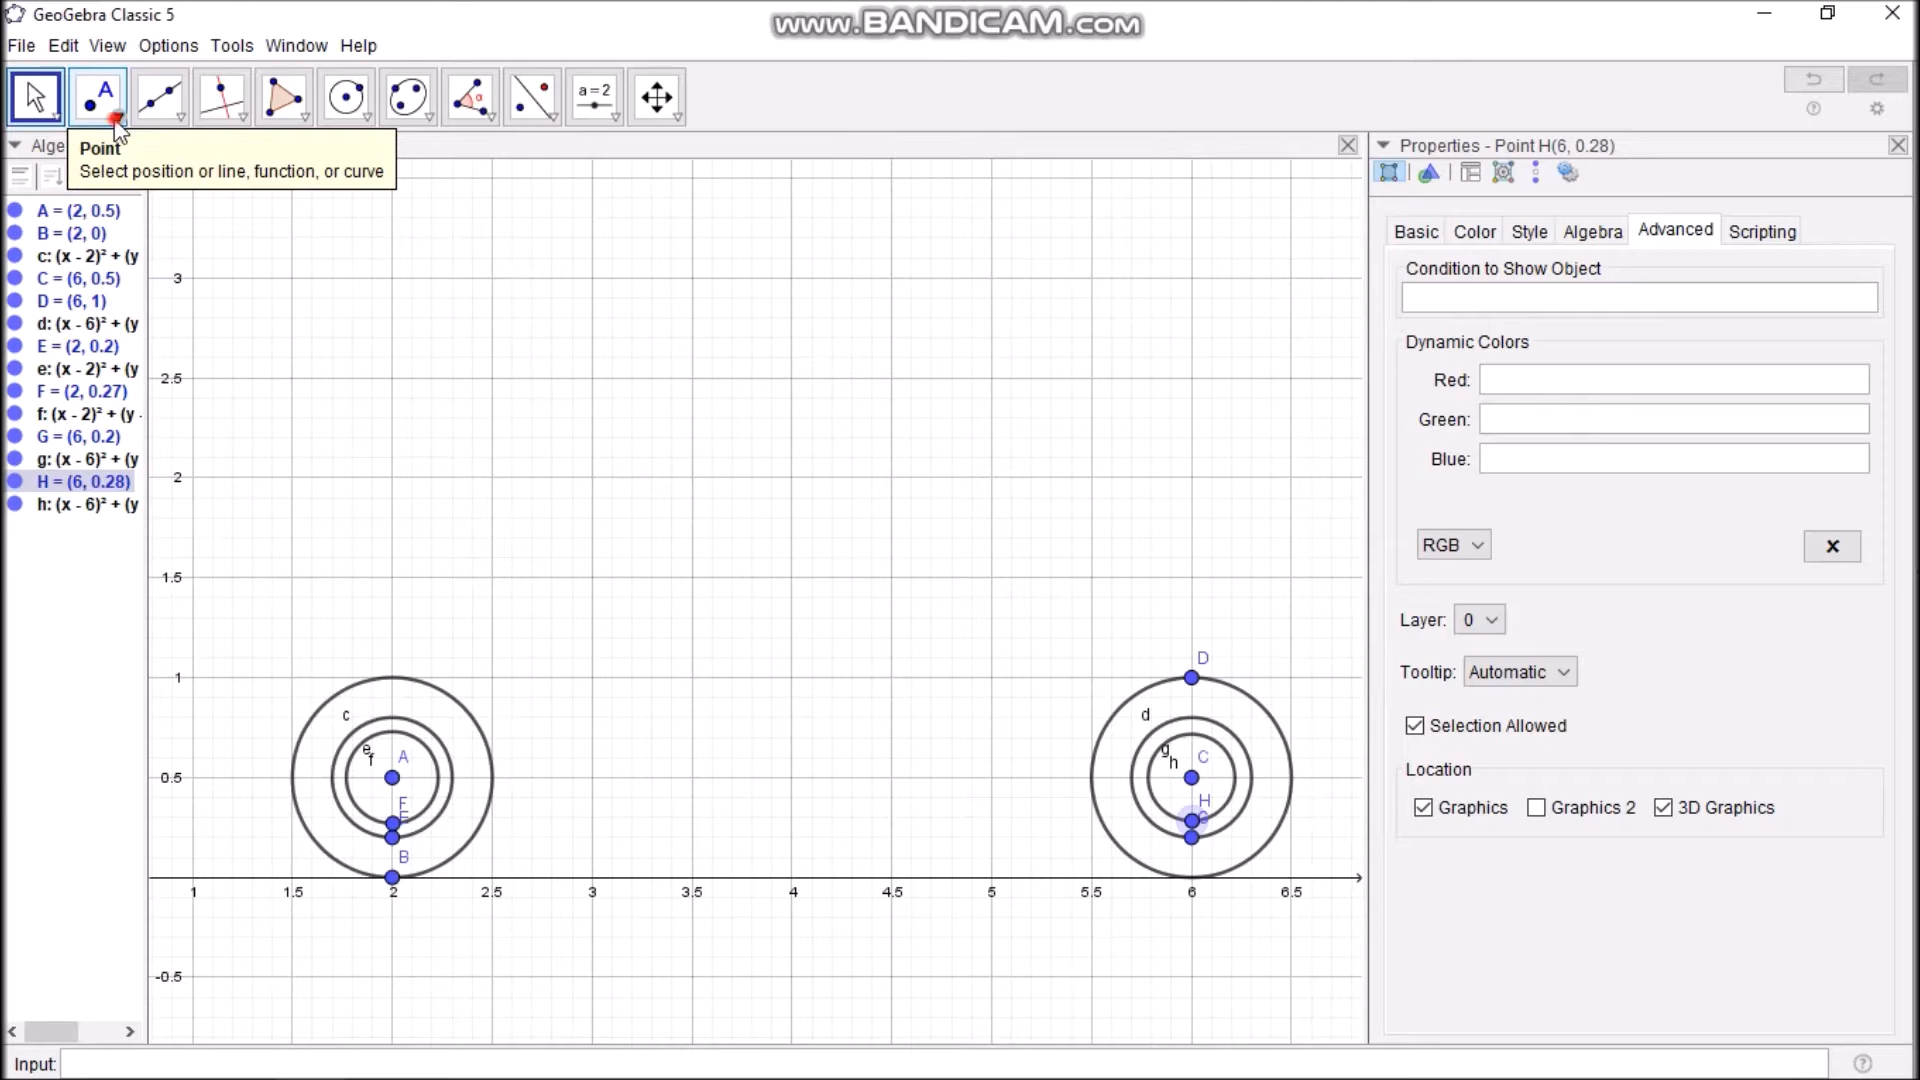 GeoGebra Classic 5
www.BANDICAM.com
File Edit View Options Tools Window Help
A
α
a = 2
Point
Select position or line, function, or curve
Alge
A = (2, 0.5)
B = (2, 0)
c: (x - 2)² + (y
C = (6, 0.5)
D = (6, 1)
d: (x - 6)² + (y
E = (2, 0.2)
e: (x - 2)² + (y
F = (2, 0.27)
f: (x - 2)² + (y -
G = (6, 0.2)
g: (x - 6)² + (y
H = (6, 0.28)
h: (x - 6)² + (y
3
2.5
2
1.5
1
0.5
-0.5
c
e
f
A
F
E
B
D
d
g
h
C
H
G
1 1.5 2 2.5 3 3.5 4 4.5 5 5.5 6 6.5
Properties - Point H(6, 0.28)
Basic Color Style Algebra Advanced Scripting
Condition to Show Object
Dynamic Colors
Red:
Green:
Blue:
RGB
Layer: 0
Tooltip: Automatic
Selection Allowed
Location
Graphics Graphics 2 3D Graphics
Input: